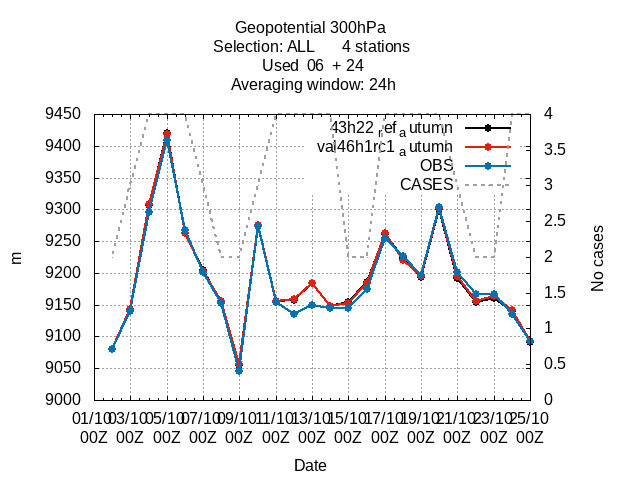 Geopotential 300hPa
Selection: ALL 4 stations
Used 06 + 24
Averaging window: 24h
9450
9400
9350
9300
9250
9200
9150
9100
9050
9000
m
4
3.5
3
2.5
2
1.5
1
0.5
0
No cases
43h22_ref_autumn
val46h1rc1_autumn
OBS
CASES
01/10 03/10 05/10 07/10 09/10 11/10 13/10 15/10 17/10 19/10 21/10 23/10 25/10
00Z 00Z 00Z 00Z 00Z 00Z 00Z 00Z 00Z 00Z 00Z 00Z 00Z
Date